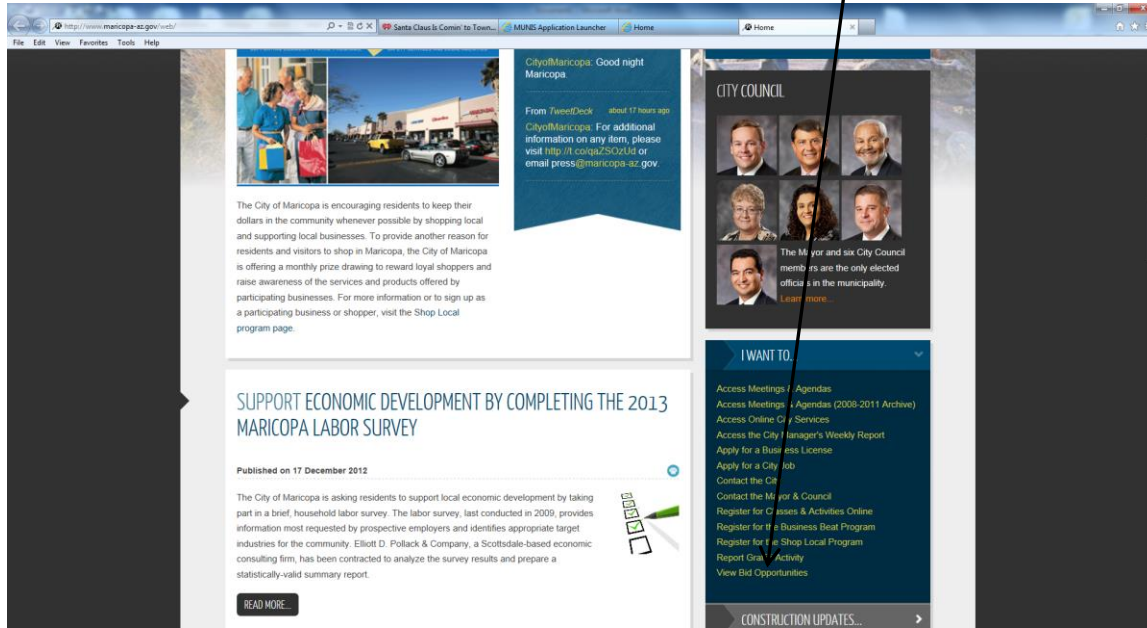 http://www.maricopa-az.gov/web/
Santa Claus Is Comin' to Town...
MUNIS Application Launcher
Home
Home
File Edit View Favorites Tools Help
CityofMaricopa: Good night
Maricopa.
From TweetDeck about 17 hours ago
CityofMaricopa: For additional
information on any item, please
visit http://t.co/qaZSOzUd or
email press@maricopa-az.gov.
The City of Maricopa is encouraging residents to keep their
dollars in the community whenever possible by shopping local
and supporting local businesses. To provide another reason for
residents and visitors to shop in Maricopa, the City of Maricopa
is offering a monthly prize drawing to reward loyal shoppers and
raise awareness of the services and products offered by
participating businesses. For more information or to sign up as
a participating business or shopper, visit the Shop Local
program page.
SUPPORT ECONOMIC DEVELOPMENT BY COMPLETING THE 2013
MARICOPA LABOR SURVEY
Published on 17 December 2012
The City of Maricopa is asking residents to support local economic development by taking
part in a brief, household labor survey. The labor survey, last conducted in 2009, provides
information most requested by prospective employers and identifies appropriate target
industries for the community. Elliott D. Pollack & Company, a Scottsdale-based economic
consulting firm, has been contracted to analyze the survey results and prepare a
statistically-valid summary report.
READ MORE...
CITY COUNCIL
The Mayor and six City Council
members are the only elected
officials in the municipality.
Learn more...
I WANT TO...
Access Meetings & Agendas
Access Meetings & Agendas (2008-2011 Archive)
Access Online City Services
Access the City Manager's Weekly Report
Apply for a Business License
Apply for a City Job
Contact the City
Contact the Mayor & Council
Register for Classes & Activities Online
Register for the Business Beat Program
Register for the Shop Local Program
Report Graffiti Activity
View Bid Opportunities
CONSTRUCTION UPDATES...